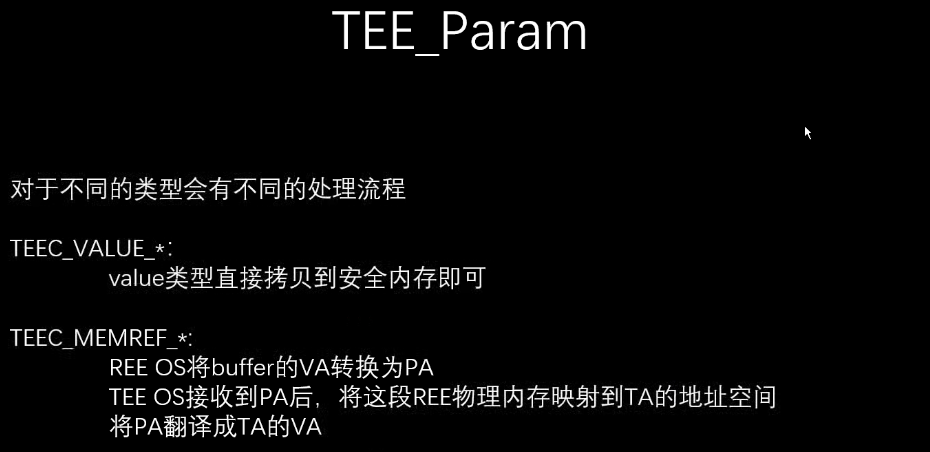 TEE_Param
对于不同的类型会有不同的处理流程
TEEC_VALUE_*:
value类型直接拷贝到安全内存即可
TEEC_MEMREF_*:
REE OS将buffer的VA转换为PA
TEE OS接收到PA后，将这段REE物理内存映射到TA的地址空间
将PA翻译成TA的VA